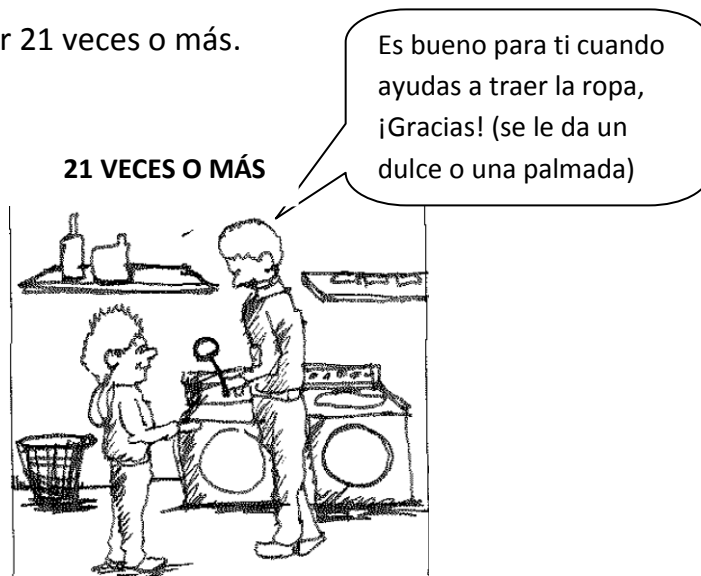 r 21 veces o más.
Es bueno para ti cuando
ayudas a traer la ropa,
¡Gracias! (se le da un
dulce o una palmada)
21 VECES O MÁS